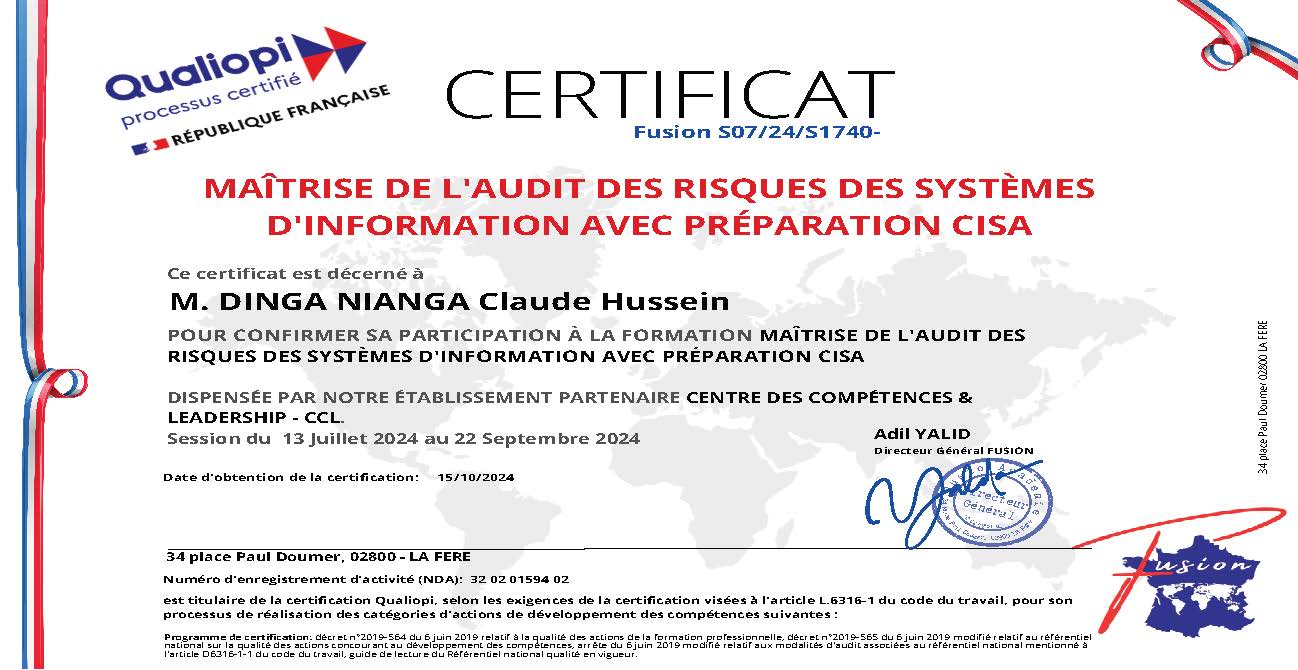 Qualiopi
processus certifié
RÉPUBLIQUE FRANÇAISE
CERTIFICAT
Fusion S07/24/S1740-
MAÎTRISE DE L'AUDIT DES RISQUES DES SYSTÈMES
D'INFORMATION AVEC PRÉPARATION CISA
Ce certificat est décerné à
M. DINGA NIANGA Claude Hussein
POUR CONFIRMER SA PARTICIPATION À LA FORMATION MAÎTRISE DE L'AUDIT DES
RISQUES DES SYSTÈMES D'INFORMATION AVEC PRÉPARATION CISA
DISPENSÉE PAR NOTRE ÉTABLISSEMENT PARTENAIRE CENTRE DES COMPÉTENCES &
LEADERSHIP - CCL.
Session du 13 Juillet 2024 au 22 Septembre 2024
Adil YALID
Directeur Général FUSION
Directeur
Général
Date d'obtention de la certification: 15/10/2024
34 place Paul Doumer 02800 LA FERE
34 place Paul Doumer, 02800 - LA FERE
Fusion
Numéro d'enregistrement d'activité (NDA): 32 02 01594 02
est titulaire de la certification Qualiopi, selon les exigences de la certification visées à l'article L.6316-1 du code du travail, pour son
processus de réalisation des catégories d'actions de développement des compétences suivantes :
Programme de certification: décret n°2019-564 du 6 juin 2019 relatif à la qualité des actions de la formation professionnelle, décret n°2019-565 du 6 juin 2019 modifié relatif au référentiel
national sur la qualité des actions concourant au développement des compétences, arrête du 6 juin 2019 modifié relatif aux modalités d'audit associées au référentiel national mentionné à
l'article D6316-1-1 du code du travail, guide de lecture du Référentiel national qualité en vigueur.